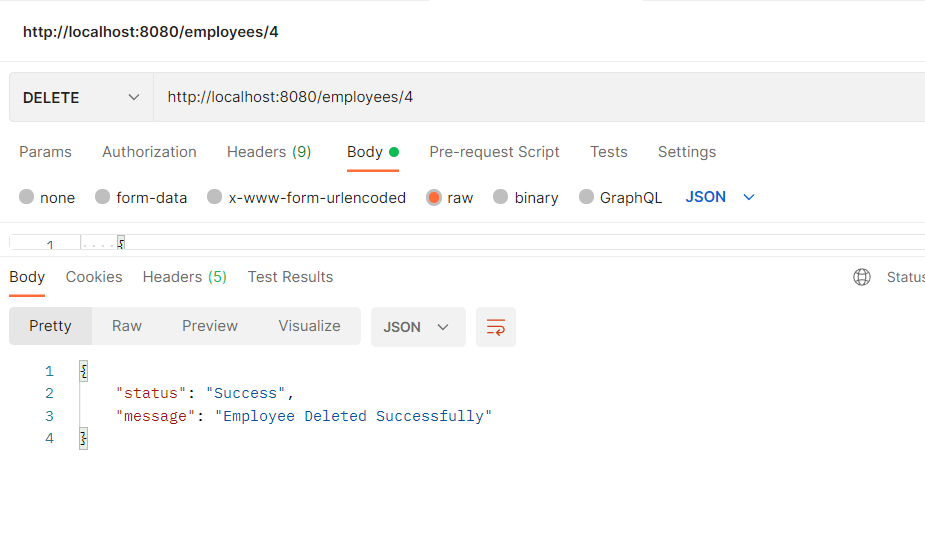 http://localhost:8080/employees/4
DELETE http://localhost:8080/employees/4
Params Authorization Headers (9) Body Pre-request Script Tests Settings
none form-data x-www-form-urlencoded raw binary GraphQL JSON
1 {
Body Cookies Headers (5) Test Results Status
Pretty Raw Preview Visualize JSON
1 {
2 "status": "Success",
3 "message": "Employee Deleted Successfully"
4 }